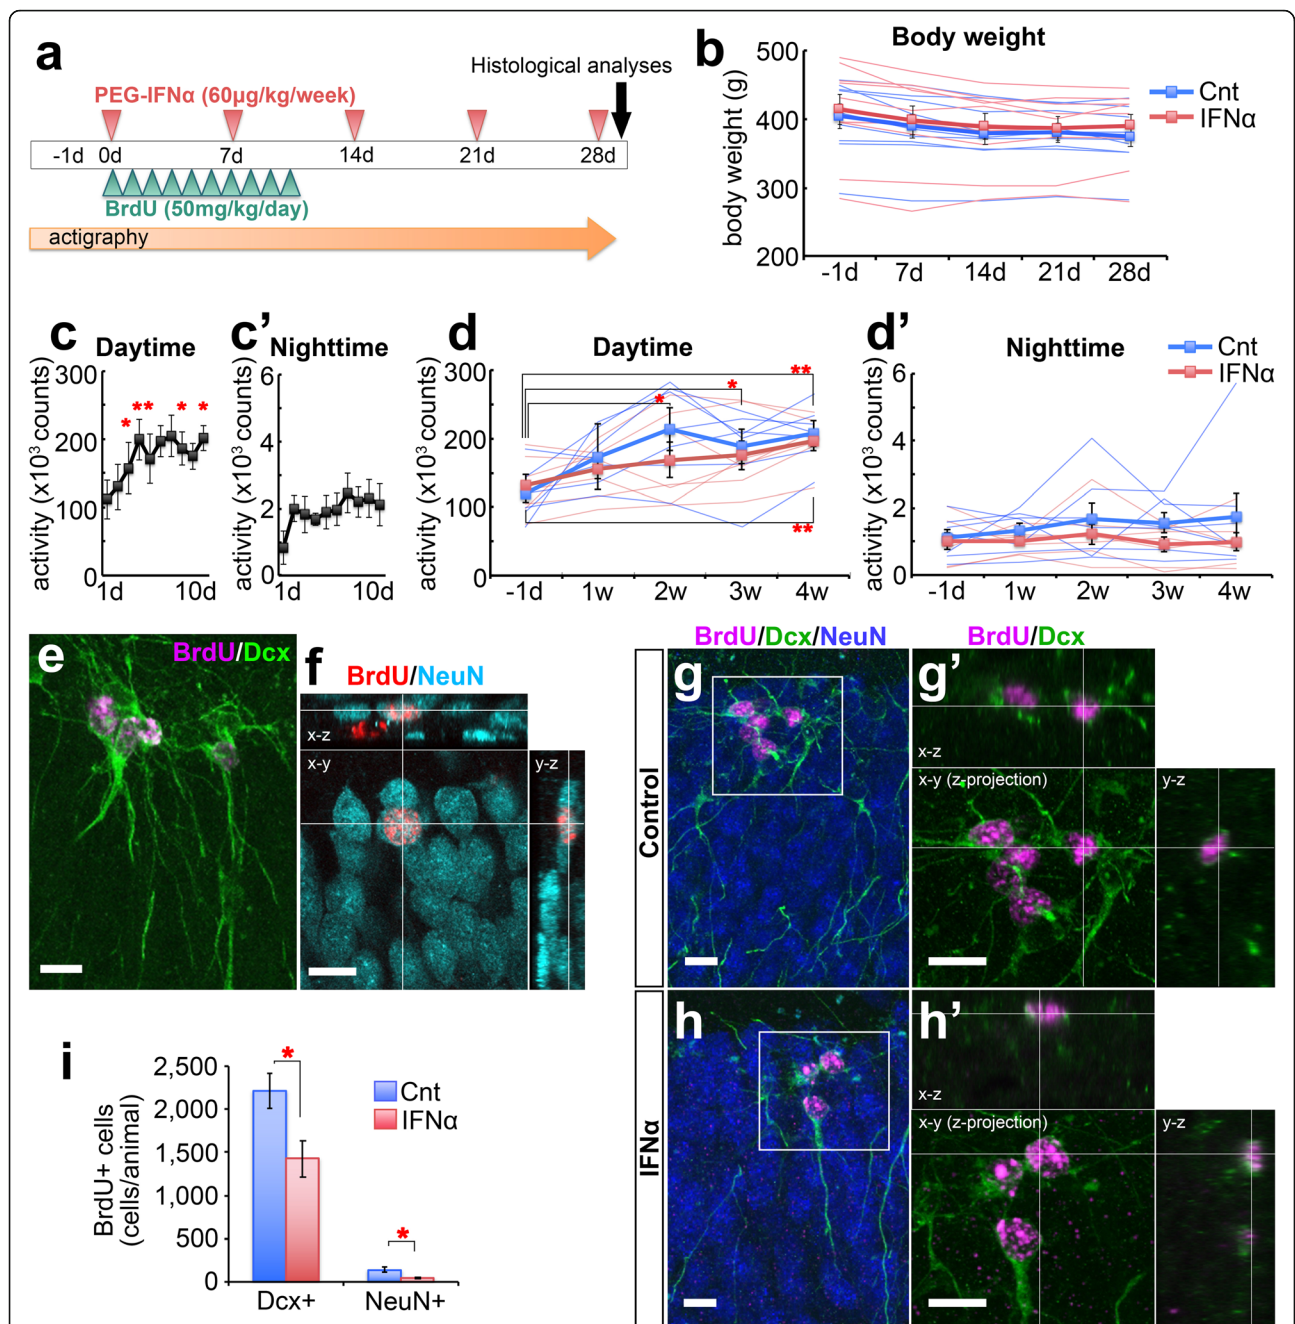 a
Histological analyses
PEG-IFNα (60µg/kg/week)
-1d 0d 7d 14d 21d 28d
BrdU (50mg/kg/day)
actigraphy
b
Body weight
body weight (g)
500
400
300
200
-1d 7d 14d 21d 28d
Cnt
IFNα
c
Daytime
activity (x10³ counts)
300
200
100
0
1d 10d
* ** * *
c’
Nighttime
activity (x10³ counts)
6
4
2
0
1d 10d
d
Daytime
activity (x10³ counts)
300
200
100
0
-1d 1w 2w 3w 4w
* * **
**
d’
Nighttime
activity (x10³ counts)
6
4
2
0
-1d 1w 2w 3w 4w
Cnt
IFNα
e
BrdU/Dcx
f
BrdU/NeuN
x-z
x-y
y-z
BrdU/Dcx/NeuN
BrdU/Dcx
Control
g
g’
x-z
x-y (z-projection)
y-z
IFNα
h
h’
x-z
x-y (z-projection)
y-z
i
BrdU+ cells
(cells/animal)
2,500
2,000
1,500
1,000
500
0
Dcx+ NeuN+
* *
Cnt
IFNα